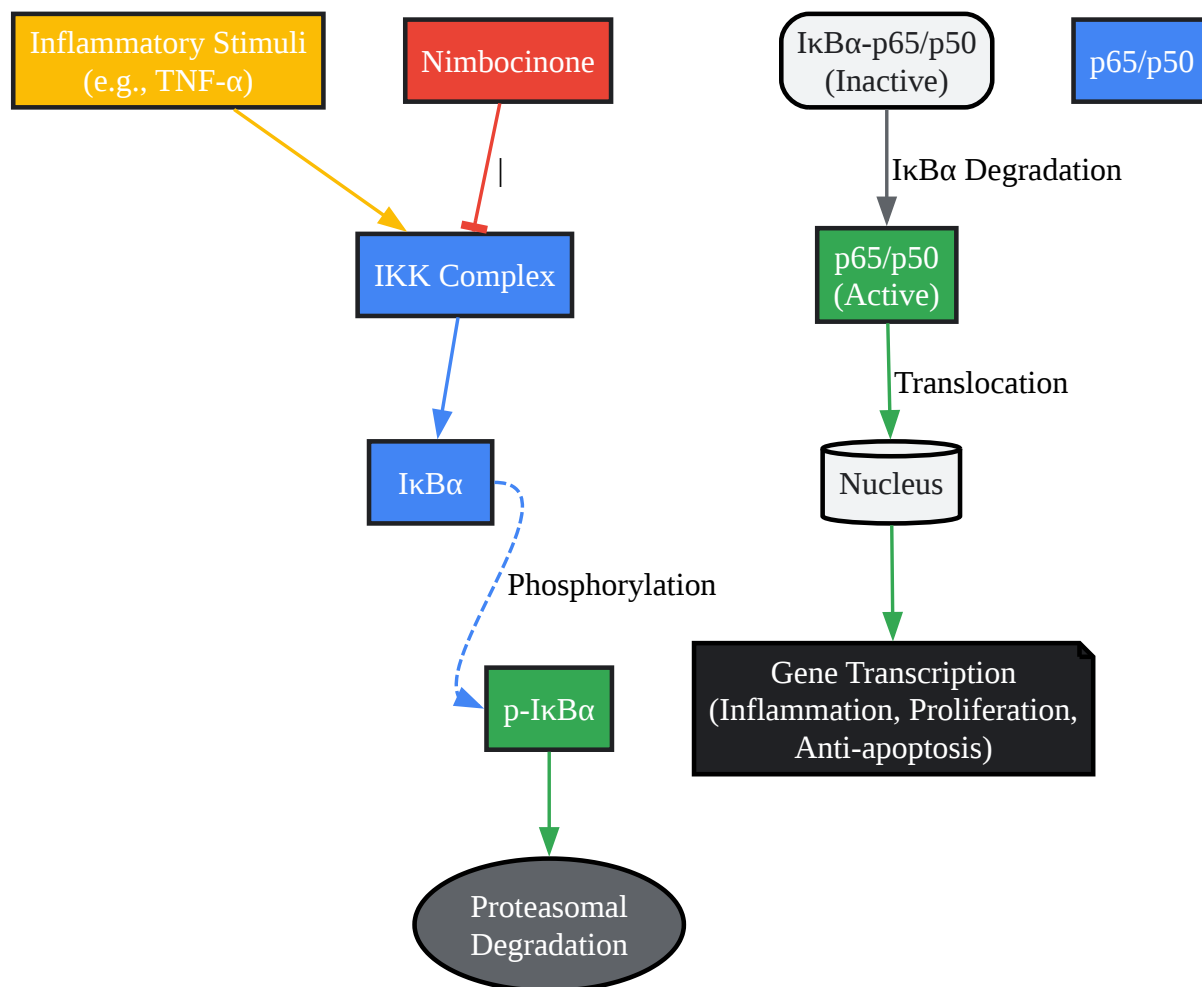 Inflammatory Stimuli
(e.g., TNF-α)
Nimbocinone
IκBα-p65/p50
(Inactive)
p65/p50
|
IκBα Degradation
IKK Complex
p65/p50
(Active)
Translocation
IκBα
Nucleus
Phosphorylation
p-IκBα
Gene Transcription
(Inflammation, Proliferation,
Anti-apoptosis)
Proteasomal
Degradation